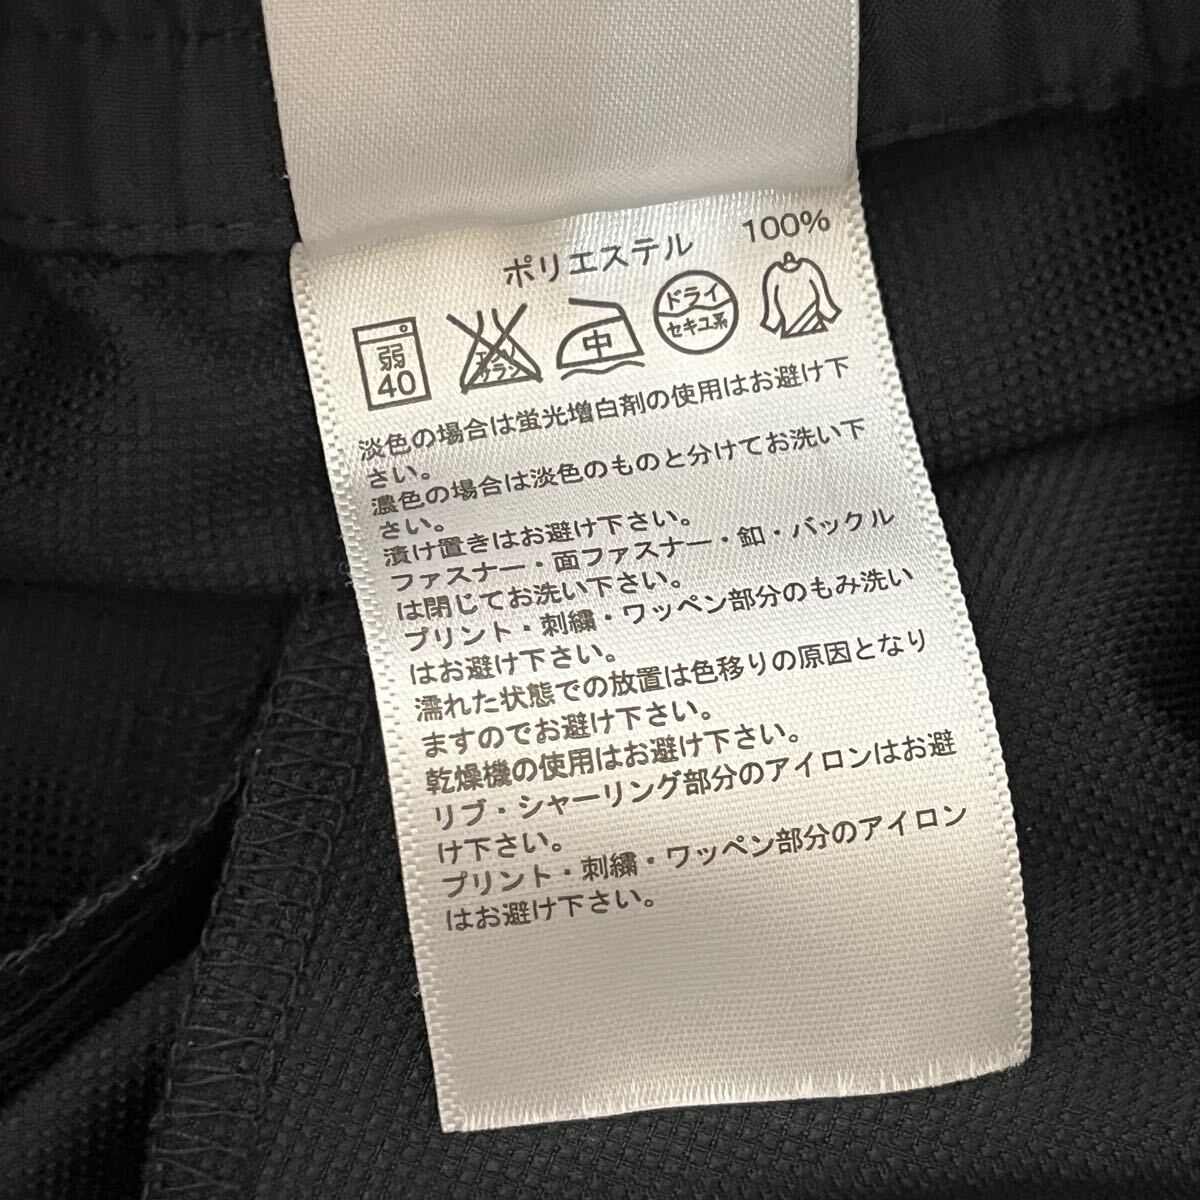 ポリエステル 100%
弱 40 エンソ サラシ 中 ドライ セキユ系
淡色の場合は蛍光増白剤の使用はお避け下
さい。
濃色の場合は淡色のものと分けてお洗い下
さい。
漬け置きはお避け下さい。
ファスナー・面ファスナー・釦・バックル
は閉じてお洗い下さい。
プリント・刺繍・ワッペン部分のもみ洗い
はお避け下さい。
濡れた状態での放置は色移りの原因となり
ますのでお避け下さい。
乾燥機の使用はお避け下さい。
リブ・シャーリング部分のアイロンはお避
け下さい。
プリント・刺繍・ワッペン部分のアイロン
はお避け下さい。